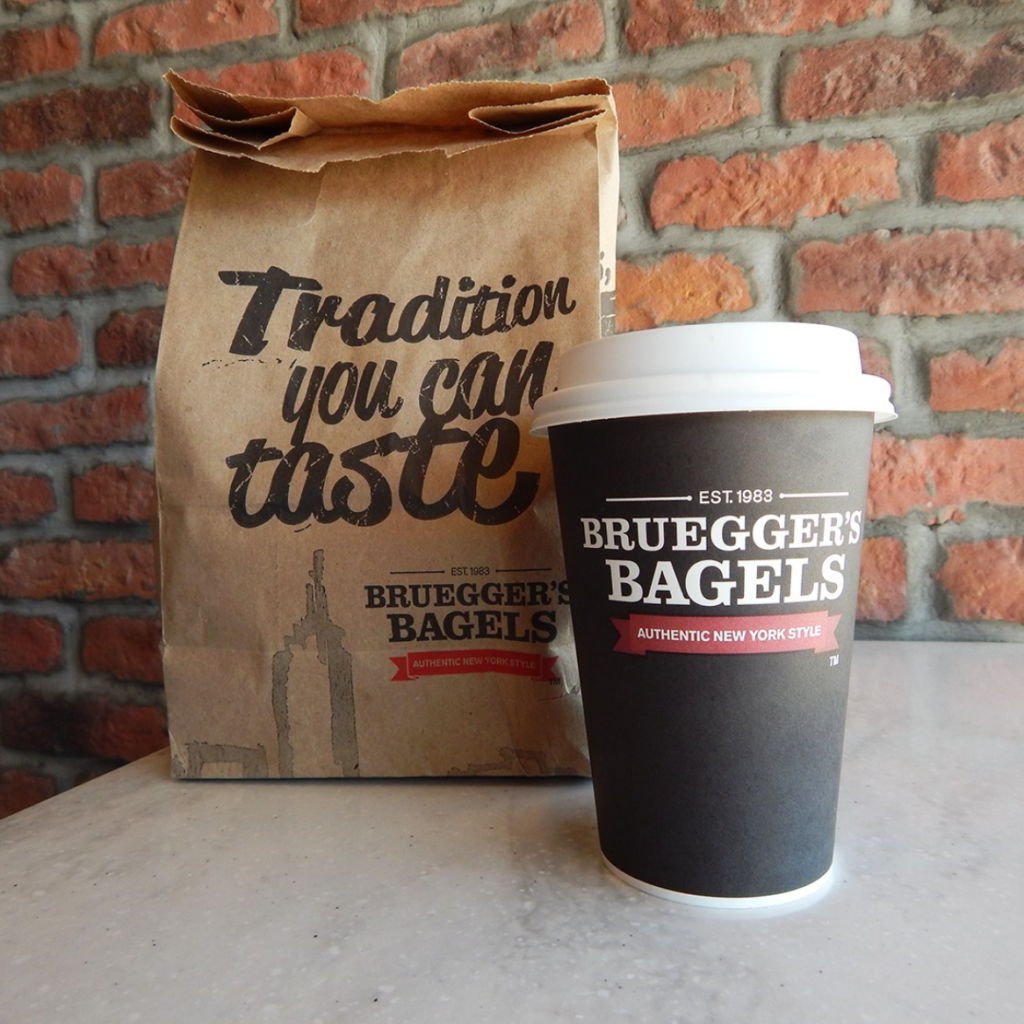 Tradition
you can
taste
EST. 1983
BRUEGGER'S
BAGELS
AUTHENTIC NEW YORK STYLE
TM
EST. 1983
BRUEGGER'S
BAGELS
AUTHENTIC NEW YORK STYLE
TM